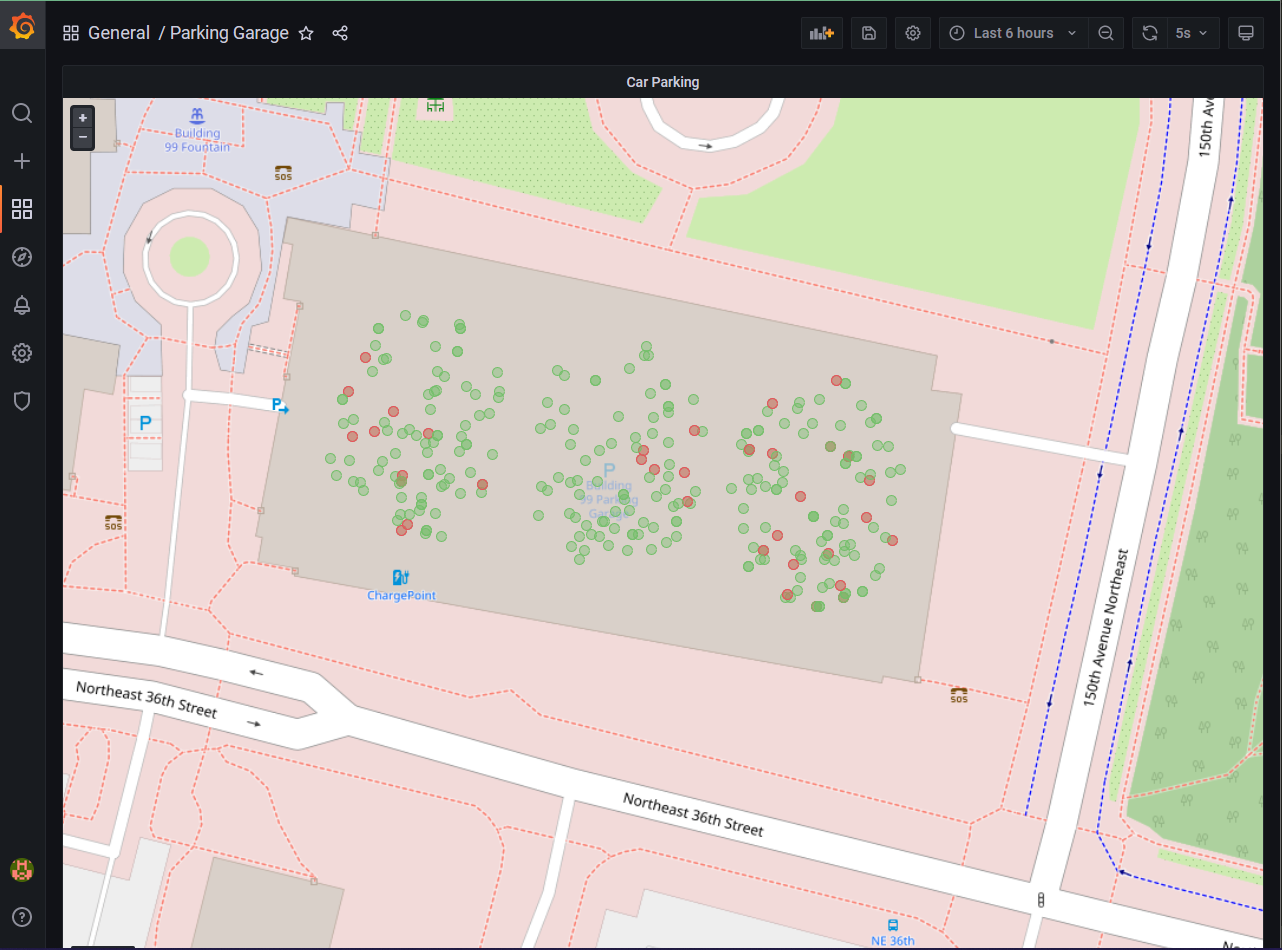 General / Parking Garage
Last 6 hours
5s
Car Parking
+
−
Building
99 Fountain
SOS
150th Av
P
P
P
Building
99 Parking
Garage
SOS
ChargePoint
150th Avenue Northeast
SOS
Northeast 36th Street
Northeast 36th Street
NE 36th